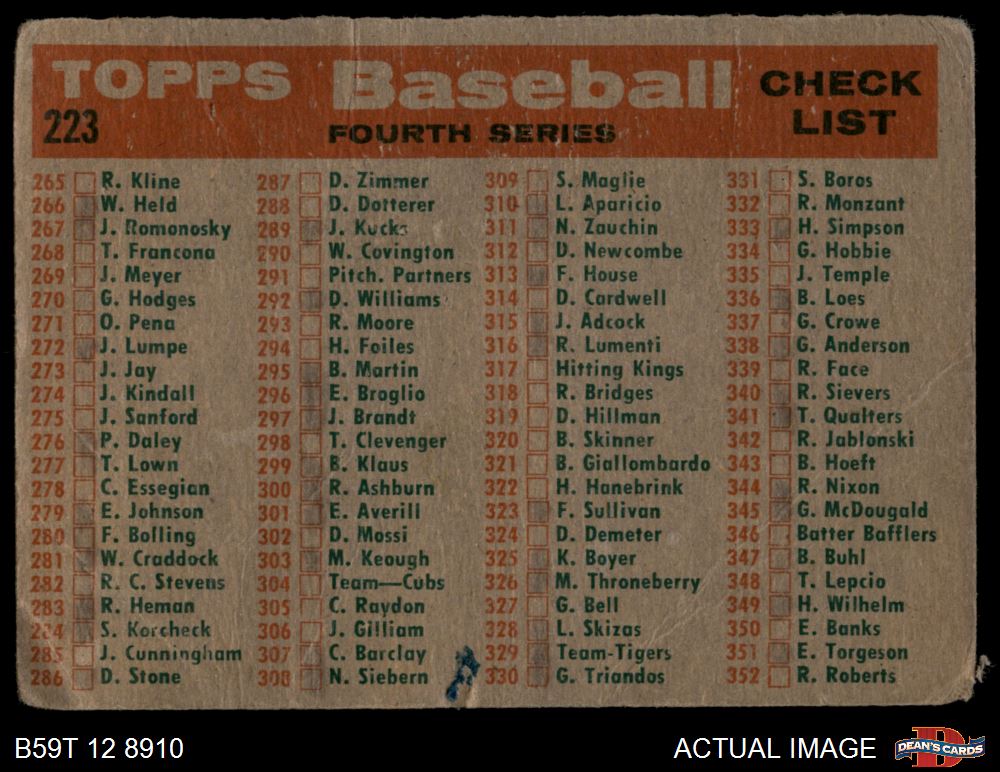 TOPPS Baseball CHECK LIST
223 FOURTH SERIES
265 R. Kline
266 W. Held
267 J. Romonosky
268 T. Francona
269 J. Meyer
270 G. Hodges
271 O. Pena
272 J. Lumpe
273 J. Jay
274 J. Kindall
275 J. Sanford
276 P. Daley
277 T. Lown
278 C. Essegian
279 E. Johnson
280 F. Bolling
281 W. Craddock
282 R. C. Stevens
283 R. Heman
284 S. Korcheck
285 J. Cunningham
286 D. Stone
287 D. Zimmer
288 D. Dotterer
289 J. Kucks
290 W. Covington
291 Pitch. Partners
292 D. Williams
293 R. Moore
294 H. Foiles
295 B. Martin
296 E. Broglio
297 J. Brandt
298 T. Clevenger
299 B. Klaus
300 R. Ashburn
301 E. Averill
302 D. Mossi
303 M. Keough
304 Team—Cubs
305 C. Raydon
306 J. Gilliam
307 C. Barclay
308 N. Siebern
309 S. Maglie
310 L. Aparicio
311 N. Zauchin
312 D. Newcombe
313 F. House
314 D. Cardwell
315 J. Adcock
316 R. Lumenti
317 Hitting Kings
318 R. Bridges
319 D. Hillman
320 B. Skinner
321 B. Giallombardo
322 H. Hanebrink
323 F. Sullivan
324 D. Demeter
325 K. Boyer
326 M. Throneberry
327 G. Bell
328 L. Skizas
329 Team-Tigers
330 G. Triandos
331 S. Boros
332 R. Monzant
333 H. Simpson
334 G. Hobbie
335 J. Temple
336 B. Loes
337 G. Crowe
338 G. Anderson
339 R. Face
340 R. Sievers
341 T. Qualters
342 R. Jablonski
343 B. Hoeft
344 R. Nixon
345 G. McDougald
346 Batter Bafflers
347 B. Buhl
348 T. Lepcio
349 H. Wilhelm
350 E. Banks
351 E. Torgeson
352 R. Roberts
B59T 12 8910
ACTUAL IMAGE
DEAN'S CARDS